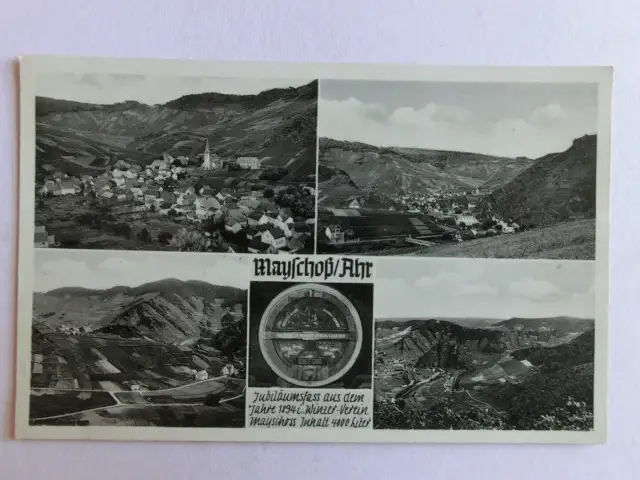 Mayschoß/Ahr
Jubiläumsfass aus dem
Jahre 1894 i. Winzer-Verein
Mayschoss Inhalt 4000 Liter